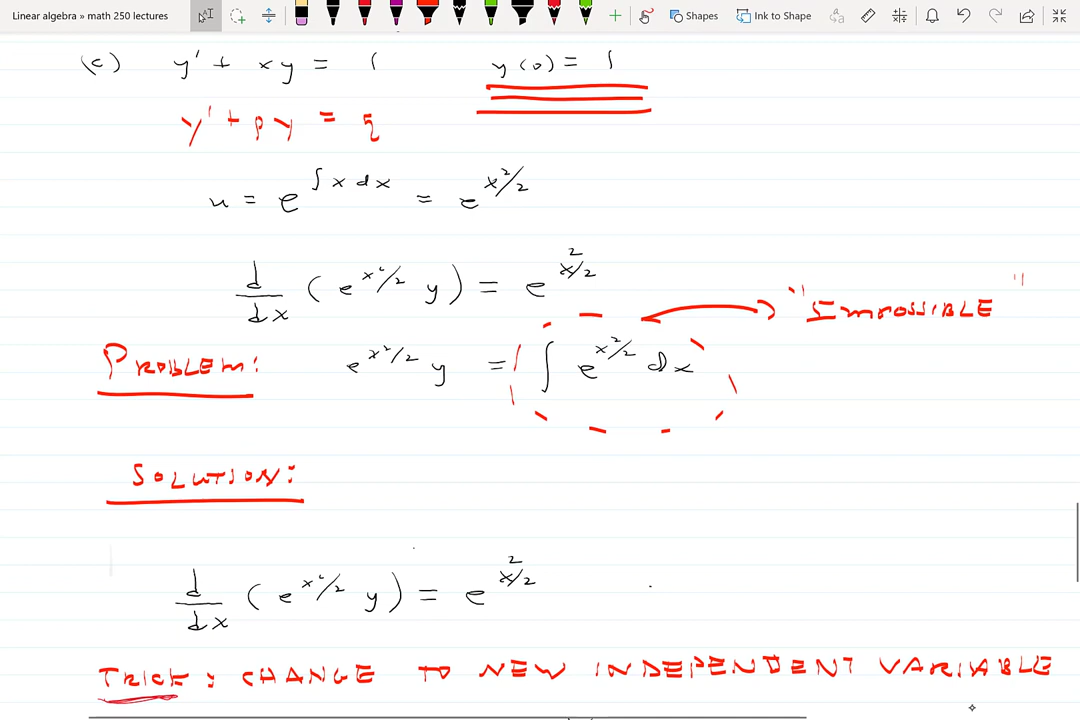 Linear algebra » math 250 lectures
Shapes
Ink to Shape
(c) y' + xy = 1 y(0) = 1
y' + py = q
u = e^{∫ x dx} = e^{x²/2}
d/dx (e^{x²/2} y) = e^{x²/2}
"IMPOSSIBLE"
PROBLEM: e^{x²/2} y = ∫ e^{x²/2} dx
SOLUTION:
d/dx (e^{x²/2} y) = e^{x²/2}
TRICK: CHANGE TO NEW INDEPENDENT VARIABLE